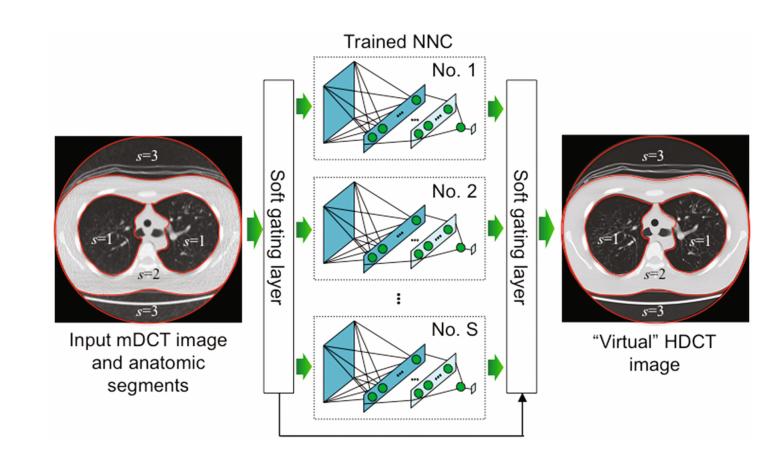 Trained NNC
No. 1
No. 2
...
No. S
Soft gating layer
Soft gating layer
s=3
s=1
s=1
s=2
s=3
Input mDCT image
and anatomic
segments
s=3
s=1
s=1
s=2
s=3
“Virtual” HDCT
image